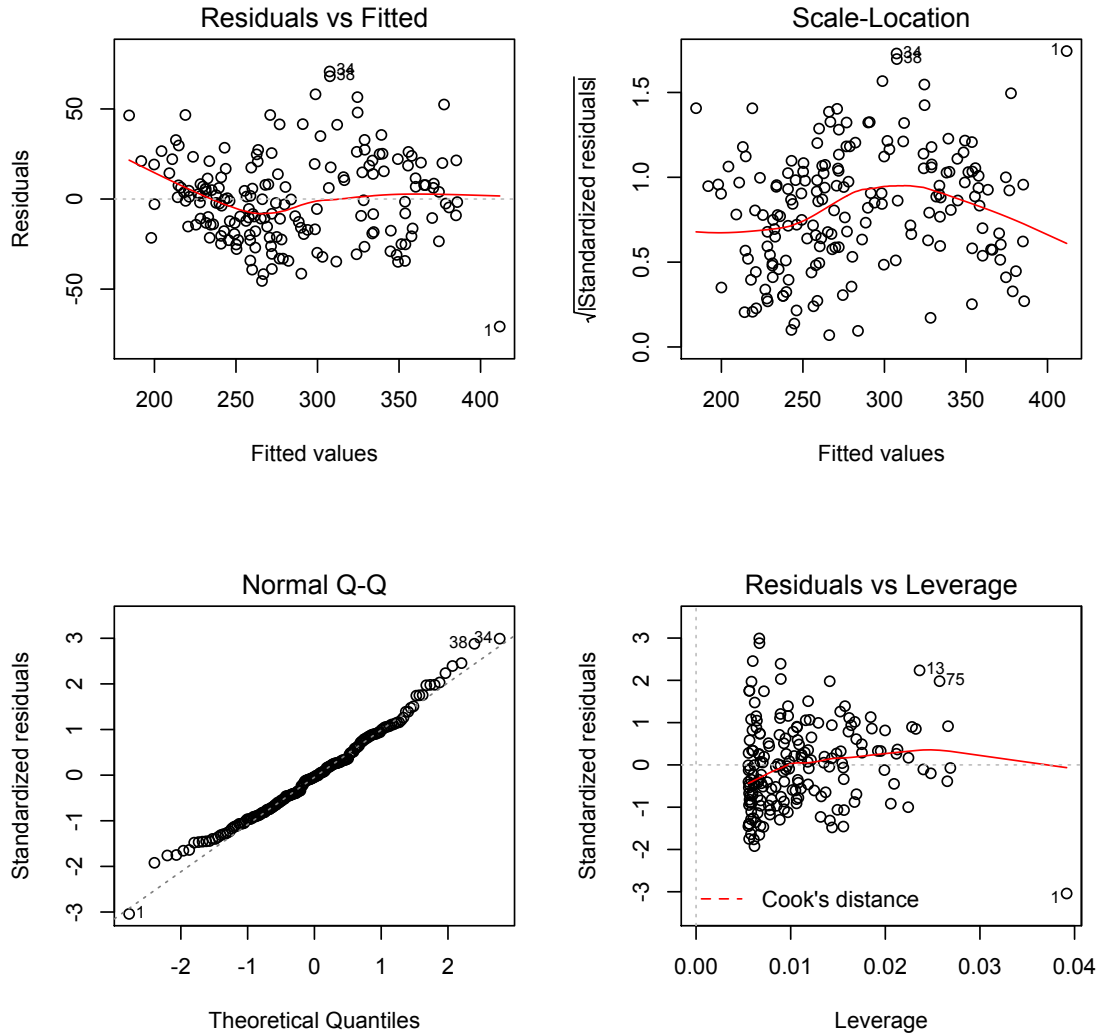 Residuals vs Fitted
Residuals
50
0
-50
34
38
1
200 250 300 350 400
Fitted values
Scale-Location
√|Standardized residuals|
1.5
1.0
0.5
0.0
34
38
1
200 250 300 350 400
Fitted values
Normal Q-Q
Standardized residuals
3
2
1
0
-1
-2
-3
38 34
1
-2 -1 0 1 2
Theoretical Quantiles
Residuals vs Leverage
Standardized residuals
3
2
1
0
-1
-2
-3
13
75
1
Cook's distance
0.00 0.01 0.02 0.03 0.04
Leverage